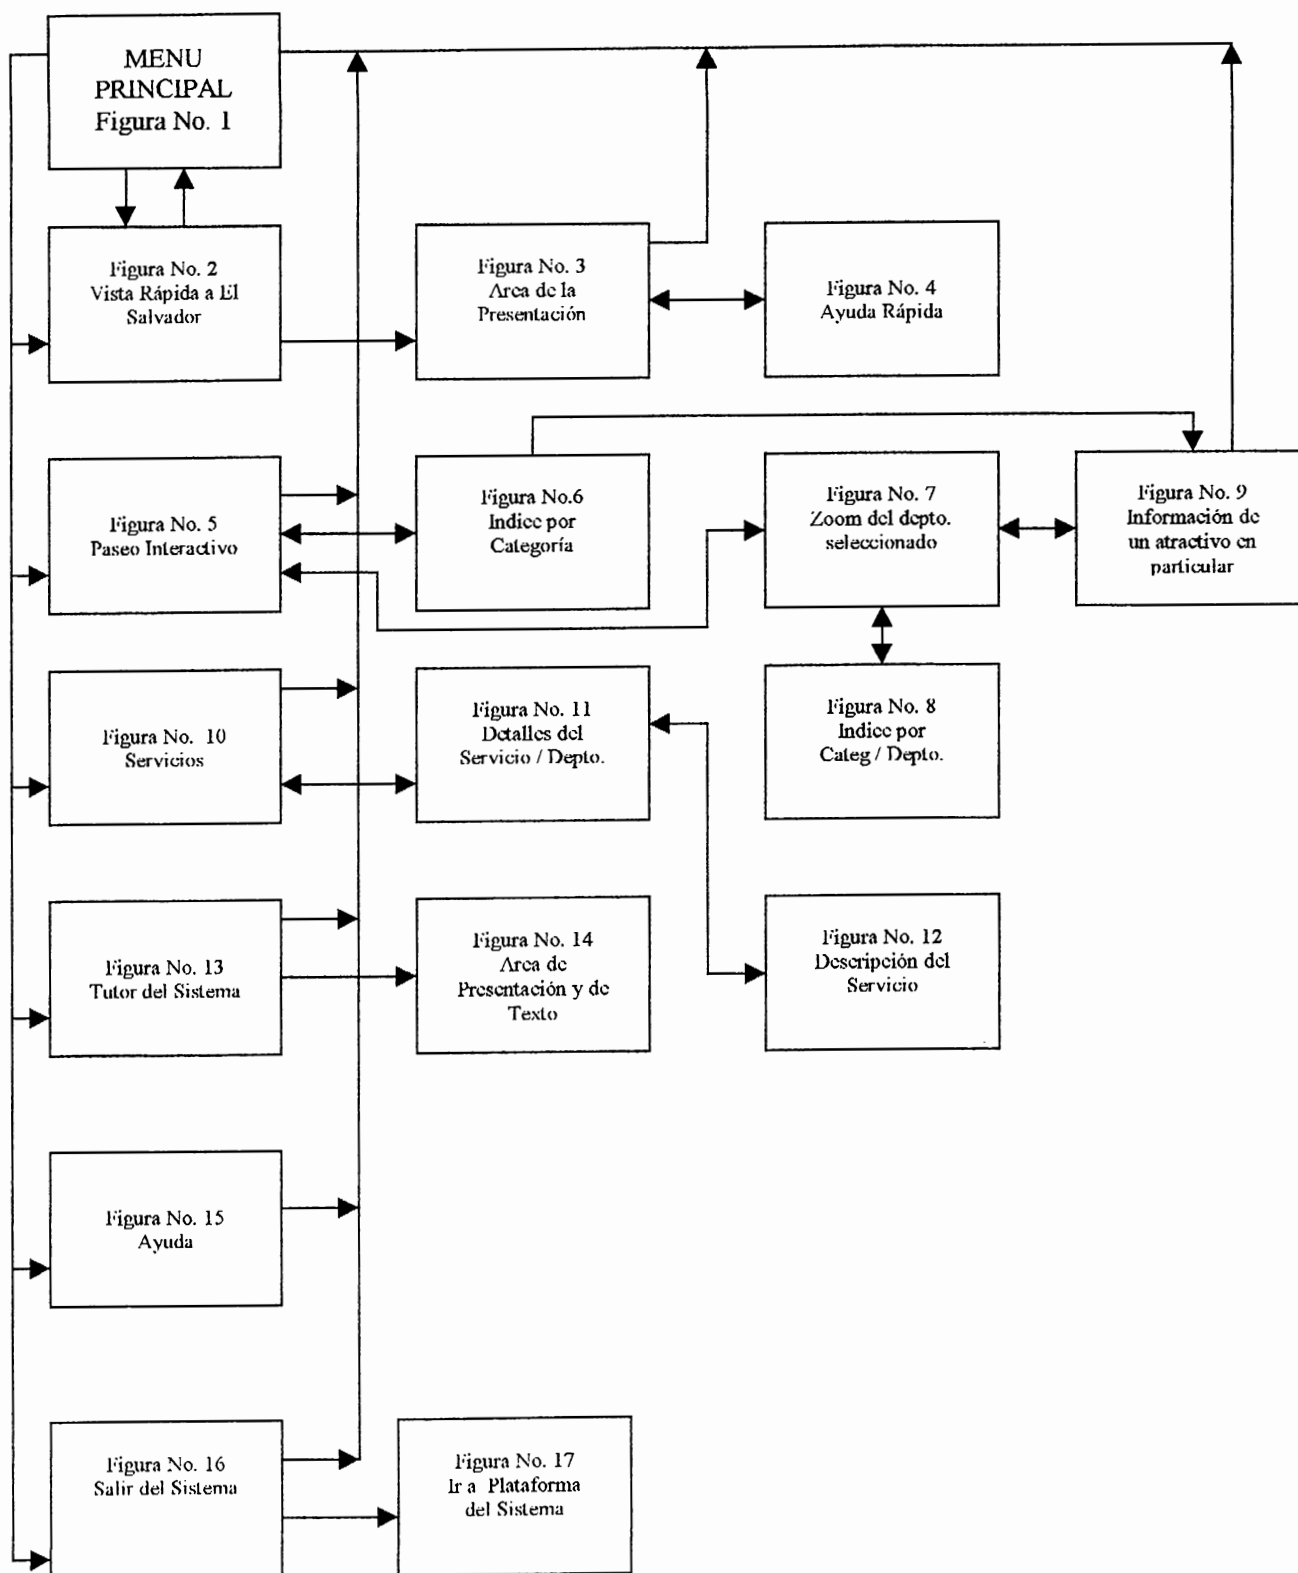 MENU
PRINCIPAL
Figura No. 1
Figura No. 2
Vista Rápida a El
Salvador
Figura No. 3
Area de la
Presentación
Figura No. 4
Ayuda Rápida
Figura No. 5
Paseo Interactivo
Figura No.6
Indice por
Categoría
Figura No. 7
Zoom del depto.
seleccionado
Figura No. 9
Información de
un atractivo en
particular
Figura No. 10
Servicios
Figura No. 11
Detalles del
Servicio / Depto.
Figura No. 8
Indice por
Categ / Depto.
Figura No. 13
Tutor del Sistema
Figura No. 14
Area de
Presentación y de
Texto
Figura No. 12
Descripción del
Servicio
Figura No. 15
Ayuda
Figura No. 16
Salir del Sistema
Figura No. 17
Ir a Plataforma
del Sistema